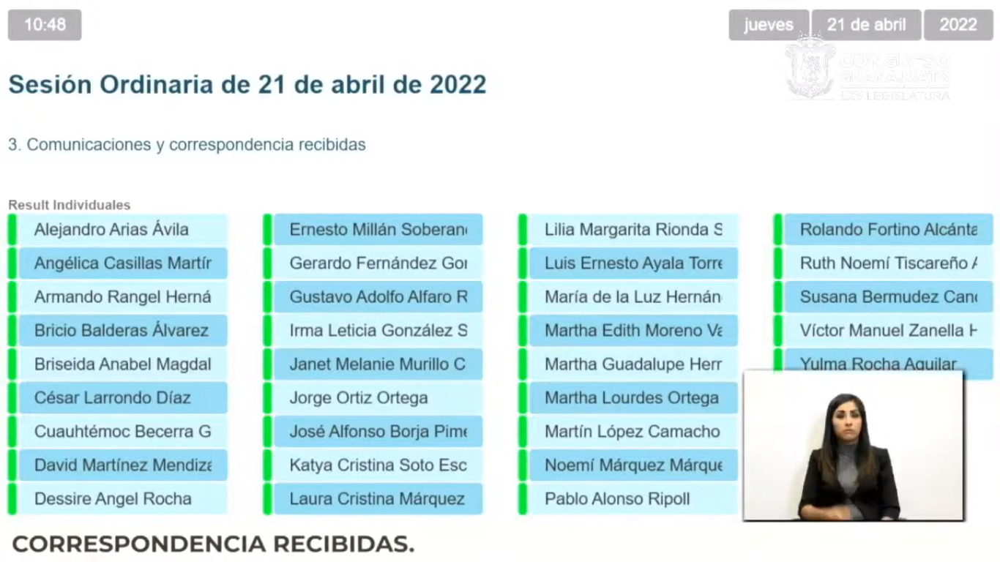 10:48
jueves 21 de abril 2022
CONGRESO
GUANAJUATO
LXV LEGISLATURA
Sesión Ordinaria de 21 de abril de 2022
3. Comunicaciones y correspondencia recibidas
Result Individuales
Alejandro Arias Ávila
Angélica Casillas Martír
Armando Rangel Herná
Bricio Balderas Álvarez
Briseida Anabel Magdal
César Larrondo Díaz
Cuauhtémoc Becerra G
David Martínez Mendiza
Dessire Angel Rocha
Ernesto Millán Soberan
Gerardo Fernández Gor
Gustavo Adolfo Alfaro R
Irma Leticia González S
Janet Melanie Murillo C
Jorge Ortiz Ortega
José Alfonso Borja Pime
Katya Cristina Soto Esc
Laura Cristina Márquez
Lilia Margarita Rionda S
Luis Ernesto Ayala Torre
María de la Luz Hernán
Martha Edith Moreno Va
Martha Guadalupe Herr
Martha Lourdes Ortega
Martín López Camacho
Noemí Márquez Márque
Pablo Alonso Ripoll
Rolando Fortino Alcánta
Ruth Noemí Tiscareño A
Susana Bermudez Canc
Víctor Manuel Zanella H
Yulma Rocha Aguilar
CORRESPONDENCIA RECIBIDAS.